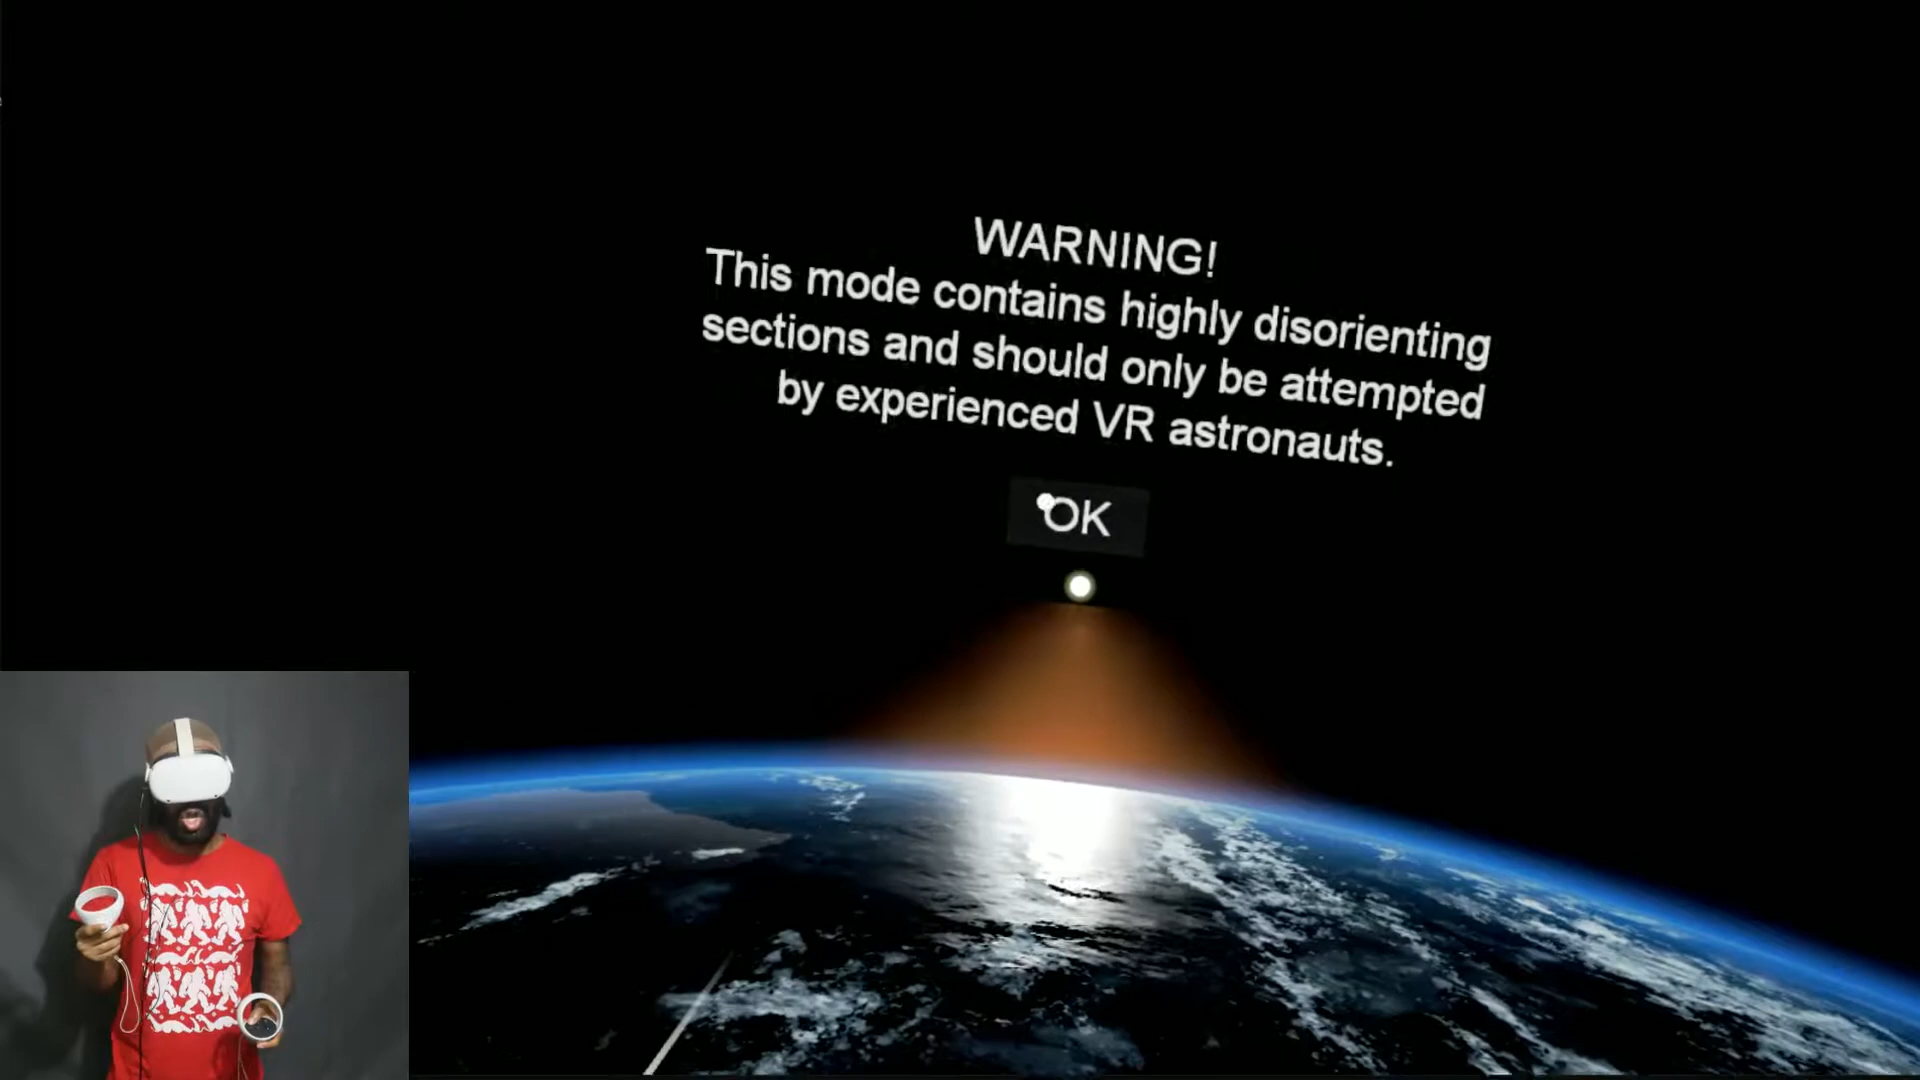 WARNING!
This mode contains highly disorienting
sections and should only be attempted
by experienced VR astronauts.
OK